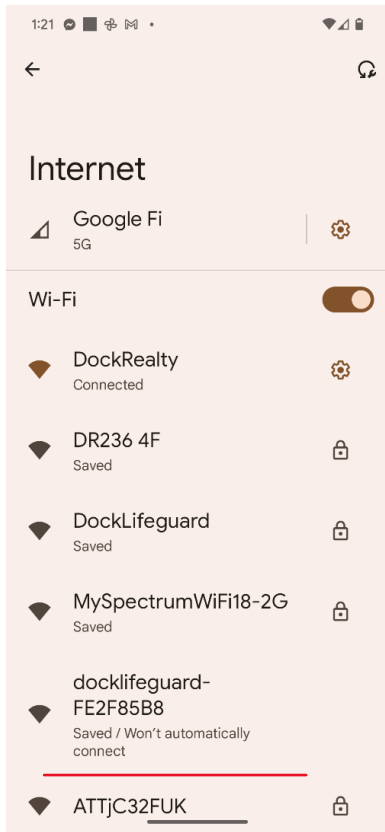 1:21
Internet
Google Fi
5G
Wi-Fi
DockRealty
Connected
DR236 4F
Saved
DockLifeguard
Saved
MySpectrumWiFi18-2G
Saved
docklifeguard-
FE2F85B8
Saved / Won't automatically
connect
ATTjC32FUK